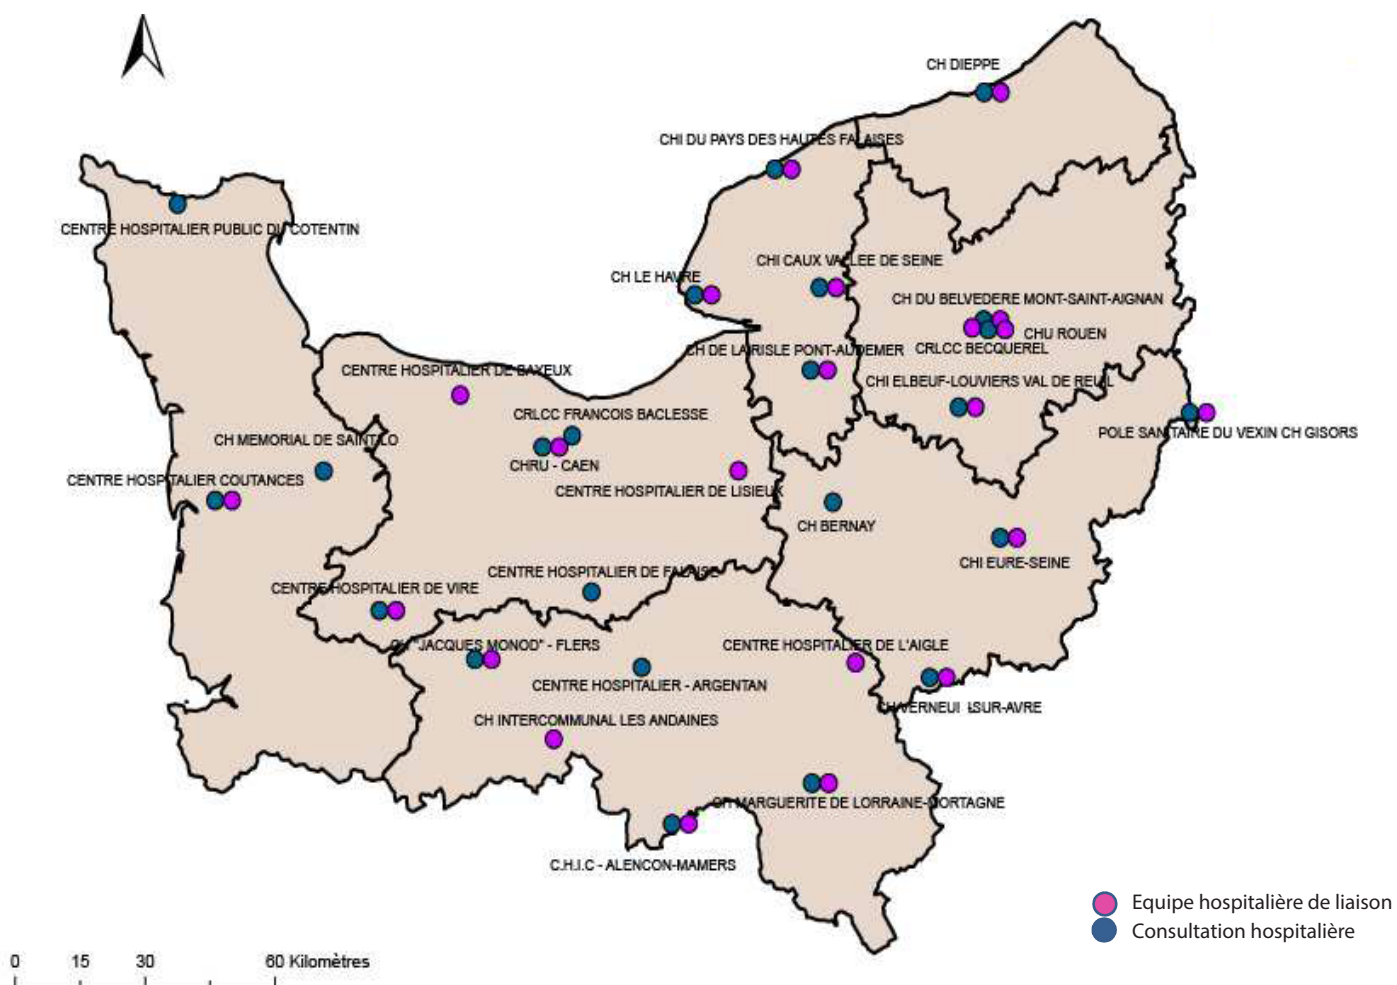 CH DIEPPE
CHI DU PAYS DES HAUTES FALAISES
CENTRE HOSPITALIER PUBLIC DU COTENTIN
CHI CAUX VALLEE DE SEINE
CH LE HAVRE
CH DU BELVEDERE MONT-SAINT-AIGNAN
CHU ROUEN
CRLCC BECQUEREL
CH DE LA RISLE PONT-AUDEMER
CENTRE HOSPITALIER DE BAYEUX
CHI ELBEUF-LOUVIERS VAL DE REUIL
CRLCC FRANCOIS BACLESSE
POLE SANITAIRE DU VEXIN CH GISORS
CH MEMORIAL DE SAINT LO
CHRU - CAEN
CENTRE HOSPITALIER COUTANCES
CENTRE HOSPITALIER DE LISIEUX
CH BERNAY
CHI EURE-SEINE
CENTRE HOSPITALIER DE FALAISE
CENTRE HOSPITALIER DE VIRE
CH "JACQUES MONOD" - FLERS
CENTRE HOSPITALIER DE L'AIGLE
CENTRE HOSPITALIER - ARGENTAN
CH VERNEUIL-SUR-AVRE
CH INTERCOMMUNAL LES ANDAINES
CH MARGUERITE DE LORRAINE-MORTAGNE
C.H.I.C - ALENCON-MAMERS
Equipe hospitalière de liaison
Consultation hospitalière
0 15 30 60 Kilomètres